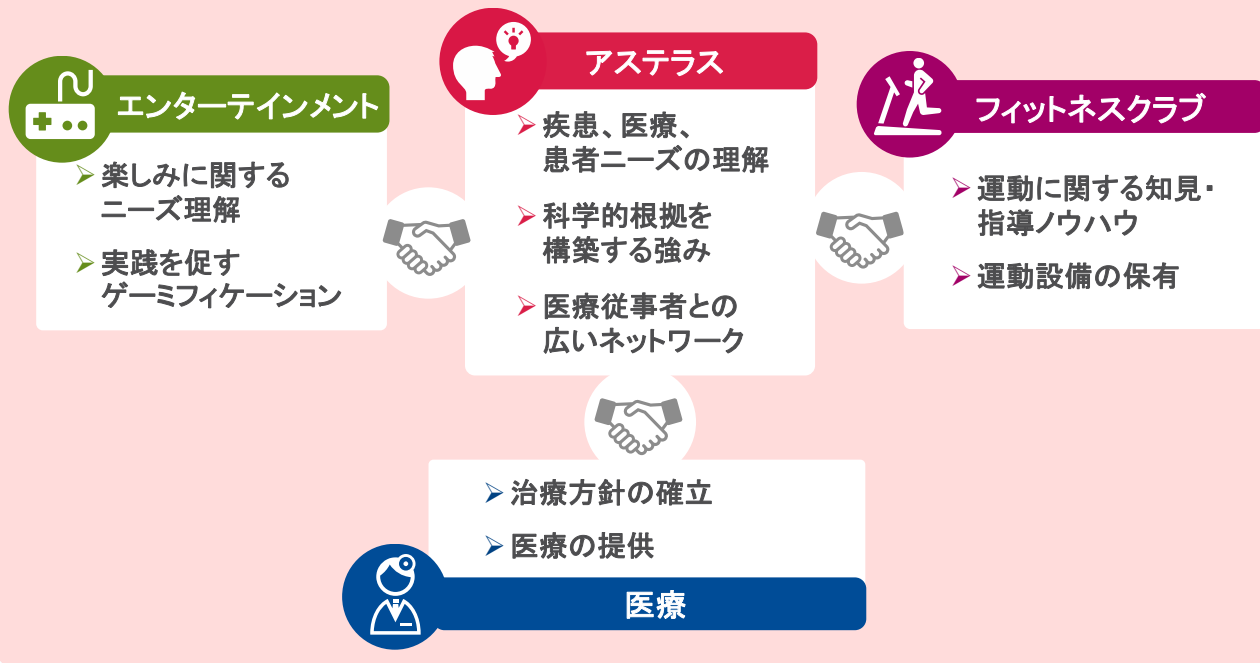 エンターテインメント
楽しみに関する
ニーズ理解
実践を促す
ゲーミフィケーション
アステラス
疾患、医療、
患者ニーズの理解
科学的根拠を
構築する強み
医療従事者との
広いネットワーク
フィットネスクラブ
運動に関する知見・
指導ノウハウ
運動設備の保有
治療方針の確立
医療の提供
医療